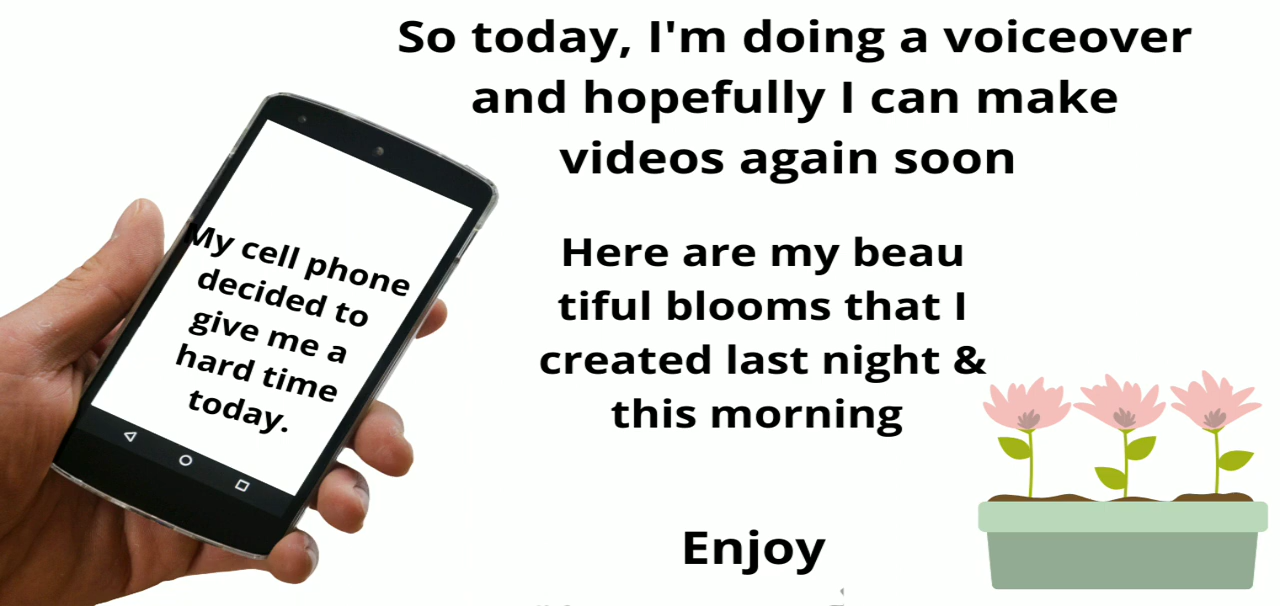 So today, I'm doing a voiceover
and hopefully I can make
videos again soon
My cell phone
decided to
give me a
hard time
today.
Here are my beau
tiful blooms that I
created last night &
this morning
Enjoy